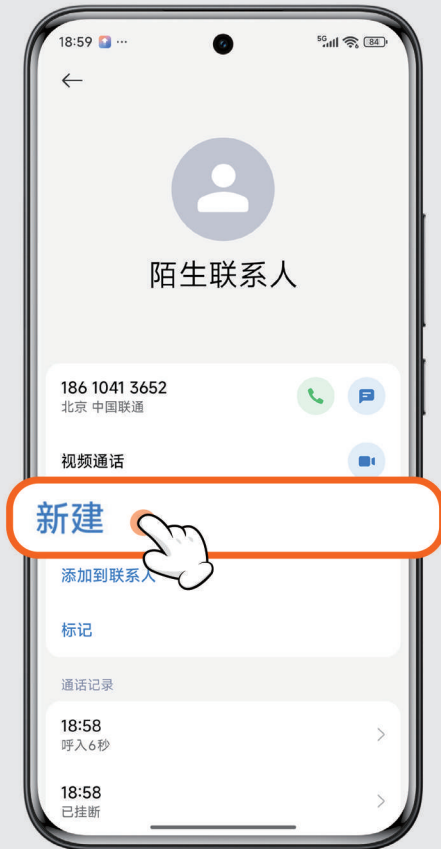 18:59 ...
5G 84
陌生联系人
186 1041 3652
北京 中国联通
视频通话
新建
添加到联系人
标记
通话记录
18:58
呼入6秒
18:58
已挂断